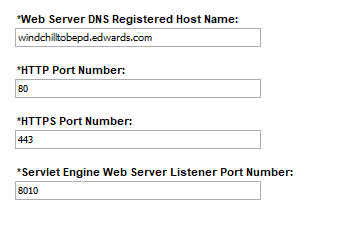 *Web Server DNS Registered Host Name:
windchilltobepd.edwards.com
*HTTP Port Number:
80
*HTTPS Port Number:
443
*Servlet Engine Web Server Listener Port Number:
8010